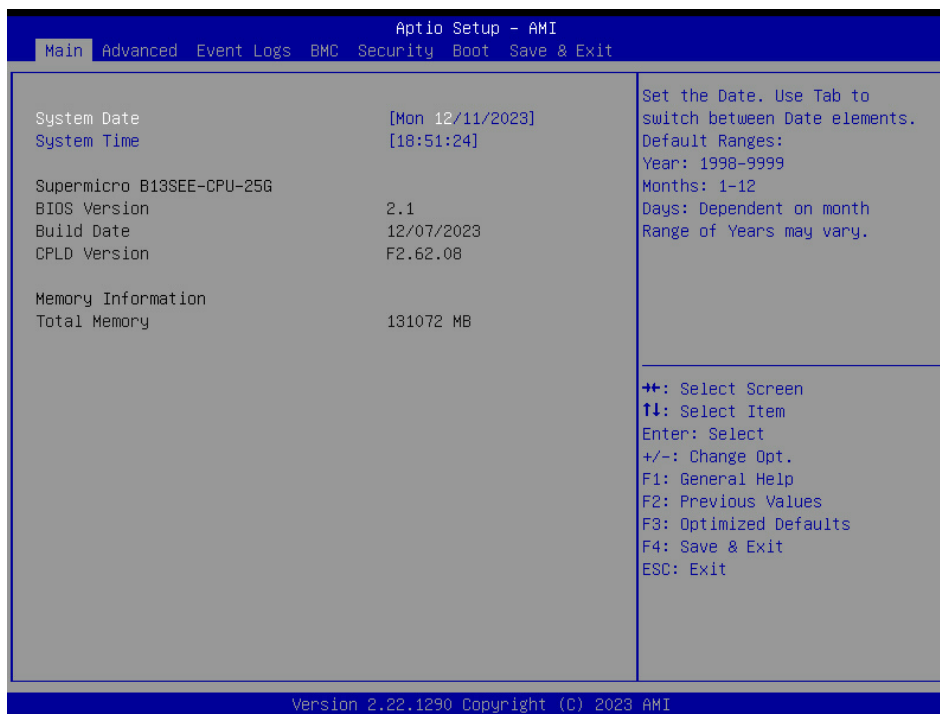 Aptio Setup - AMI
Main Advanced Event Logs BMC Security Boot Save & Exit
System Date [Mon 12/11/2023]
System Time [18:51:24]
Supermicro B13SEE-CPU-25G
BIOS Version 2.1
Build Date 12/07/2023
CPLD Version F2.62.08
Memory Information
Total Memory 131072 MB
Set the Date. Use Tab to
switch between Date elements.
Default Ranges:
Year: 1998-9999
Months: 1-12
Days: Dependent on month
Range of Years may vary.
→←: Select Screen
↑↓: Select Item
Enter: Select
+/-: Change Opt.
F1: General Help
F2: Previous Values
F3: Optimized Defaults
F4: Save & Exit
ESC: Exit
Version 2.22.1290 Copyright (C) 2023 AMI